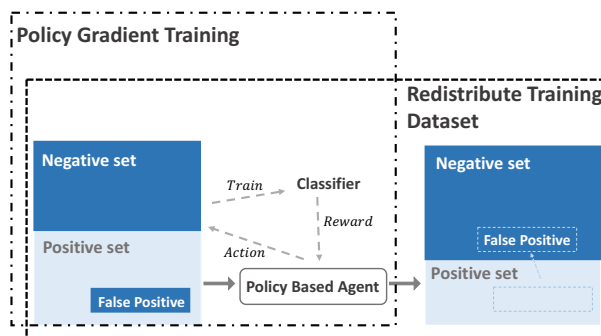 Policy Gradient Training
Redistribute Training
Dataset
Negative set
Train
Classifier
Reward
Action
Positive set
False Positive
Policy Based Agent
Negative set
False Positive
Positive set